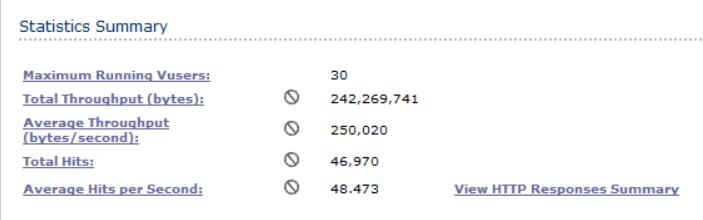 Statistics Summary
Maximum Running Vusers: 30
Total Throughput (bytes): 242,269,741
Average Throughput
(bytes/second): 250,020
Total Hits: 46,970
Average Hits per Second: 48.473 View HTTP Responses Summary